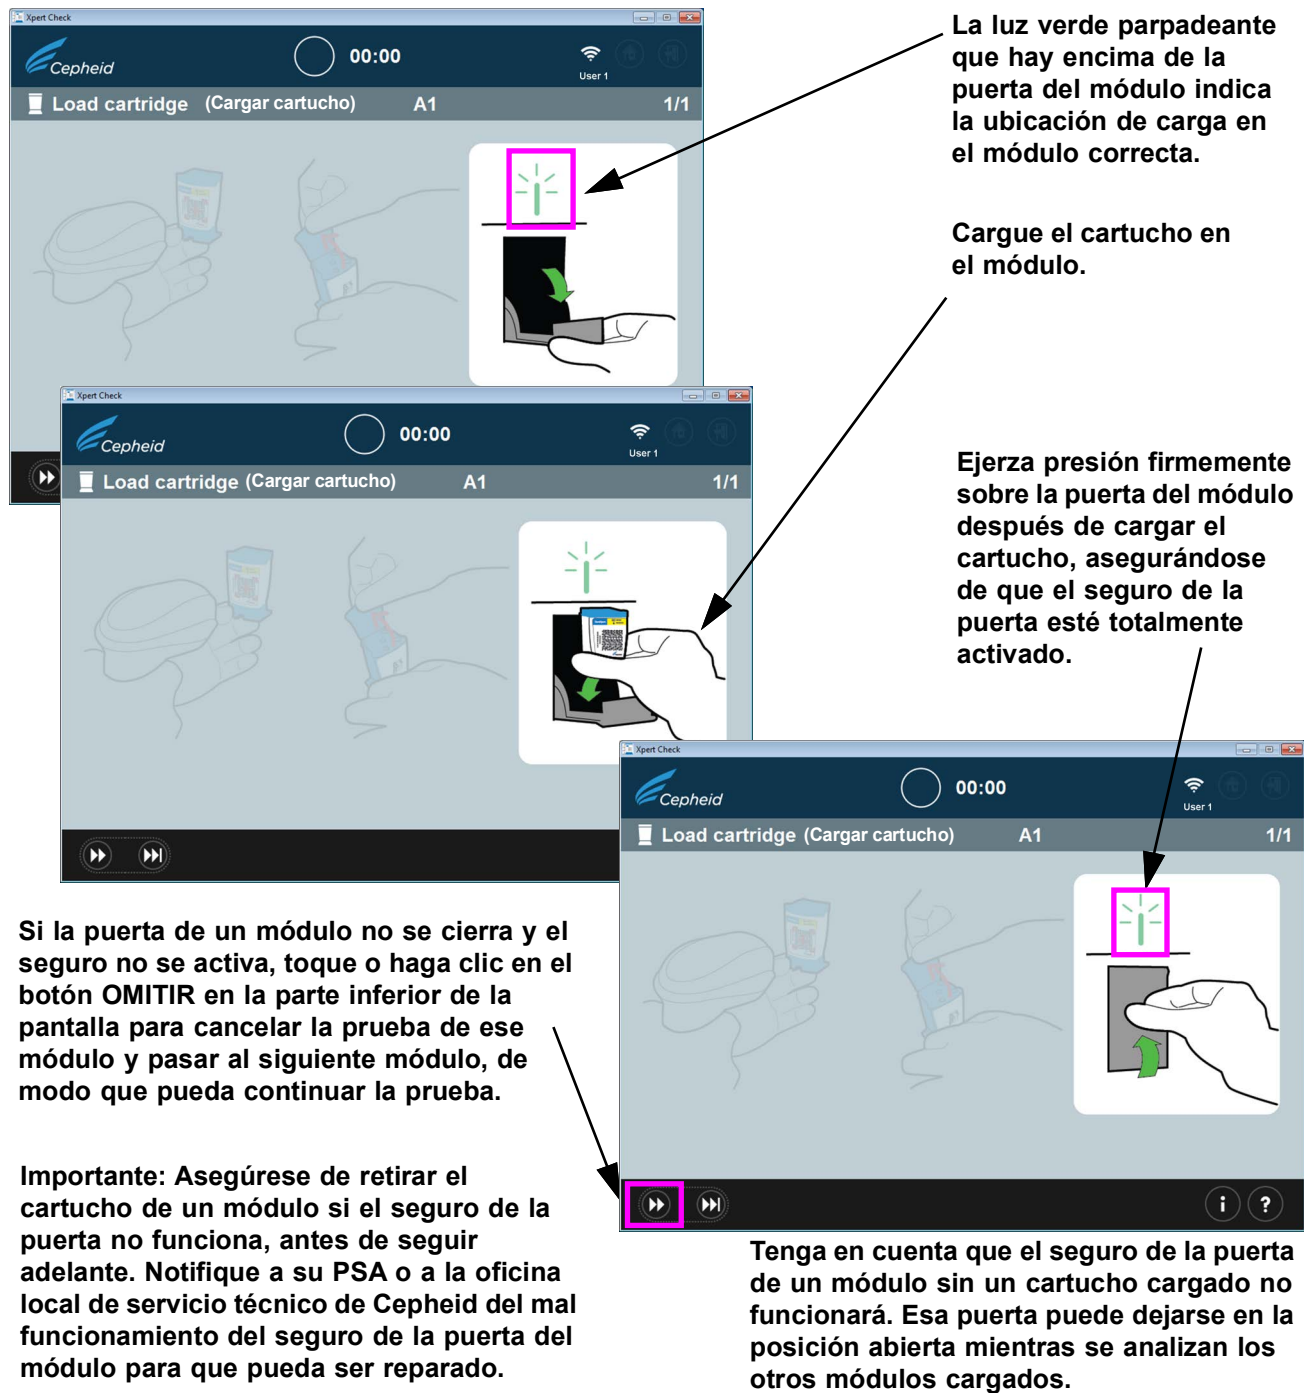 Xpert Check
Cepheid
00:00
User 1
Load cartridge (Cargar cartucho) A1 1/1
La luz verde parpadeante
que hay encima de la
puerta del módulo indica
la ubicación de carga en
el módulo correcta.
Cargue el cartucho en
el módulo.
Xpert Check
Cepheid
00:00
User 1
Load cartridge (Cargar cartucho) A1 1/1
Ejerza presión firmemente
sobre la puerta del módulo
después de cargar el
cartucho, asegurándose
de que el seguro de la
puerta esté totalmente
activado.
Xpert Check
Cepheid
00:00
User 1
Load cartridge (Cargar cartucho) A1 1/1
Si la puerta de un módulo no se cierra y el
seguro no se activa, toque o haga clic en el
botón OMITIR en la parte inferior de la
pantalla para cancelar la prueba de ese
módulo y pasar al siguiente módulo, de
modo que pueda continuar la prueba.
Importante: Asegúrese de retirar el
cartucho de un módulo si el seguro de la
puerta no funciona, antes de seguir
adelante. Notifique a su PSA o a la oficina
local de servicio técnico de Cepheid del mal
funcionamiento del seguro de la puerta del
módulo para que pueda ser reparado.
i ?
Tenga en cuenta que el seguro de la puerta
de un módulo sin un cartucho cargado no
funcionará. Esa puerta puede dejarse en la
posición abierta mientras se analizan los
otros módulos cargados.